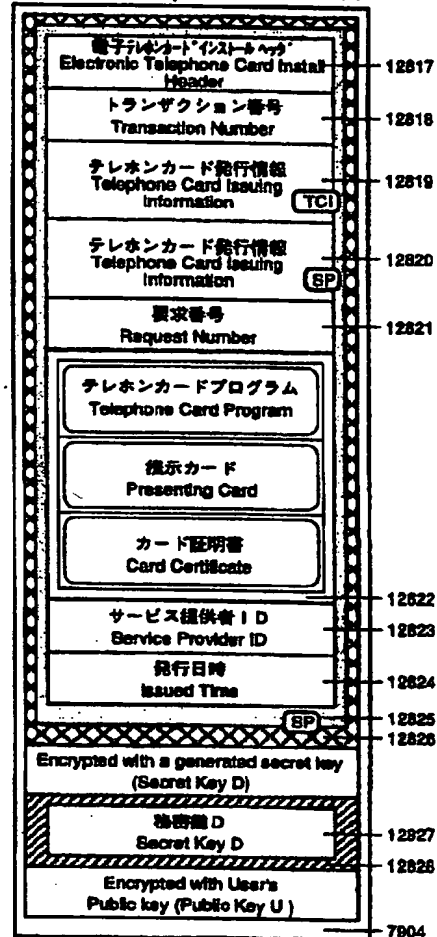 電子テレホンカード インストール ヘッダ
Electronic Telephone Card Install
Header
12817
トランザクション番号
Transaction Number
12818
テレホンカード発行情報
Telephone Card Issuing
Information
TCI
12819
テレホンカード発行情報
Telephone Card Issuing
Information
SP
12820
要求番号
Request Number
12821
テレホンカードプログラム
Telephone Card Program
提示カード
Presenting Card
カード証明書
Card Certificate
12822
サービス提供者ID
Service Provider ID
12823
発行日時
Issued Time
12824
SP
12825
12826
Encrypted with a generated secret key
(Secret Key D)
秘密鍵D
Secret Key D
12827
12828
Encrypted with User's
Public key (Public Key U)
7904